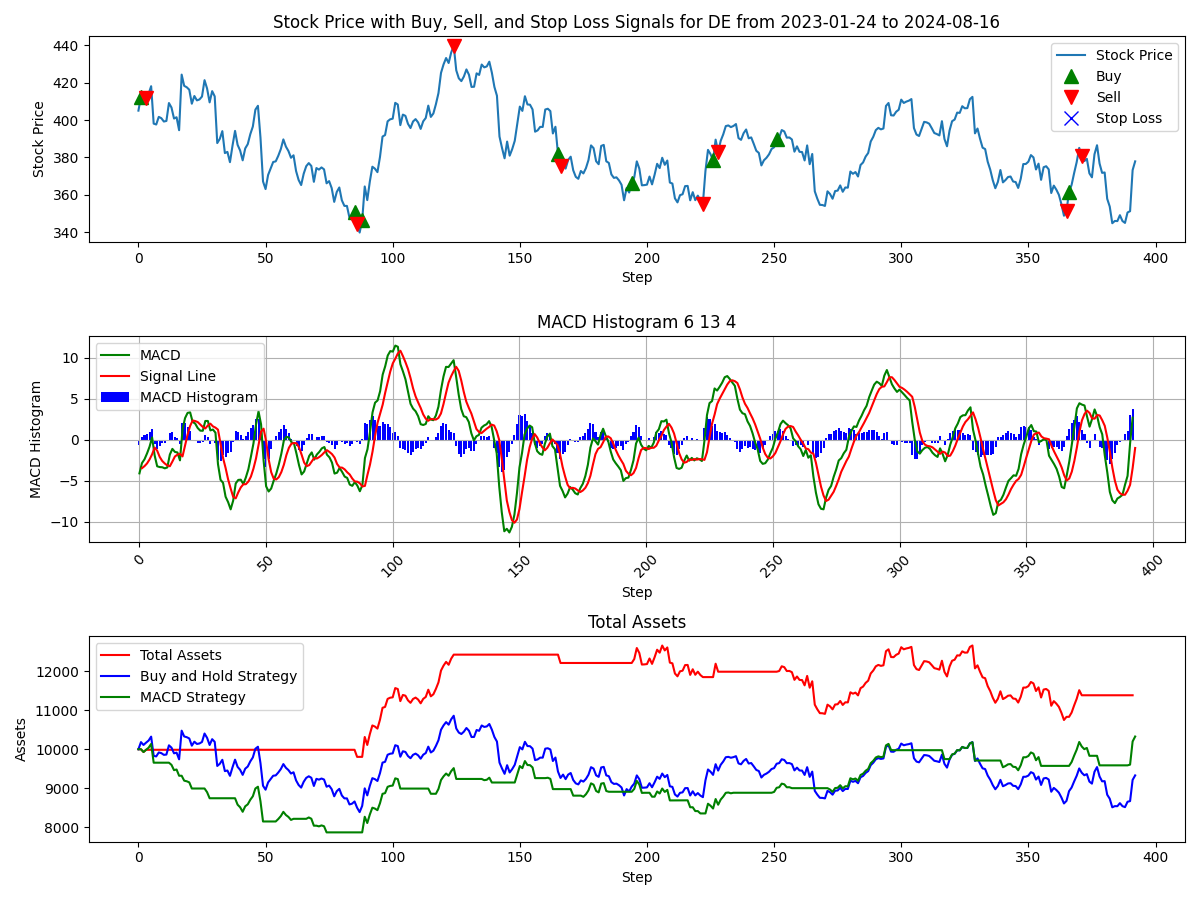 Stock Price with Buy, Sell, and Stop Loss Signals for DE from 2023-01-24 to 2024-08-16
Stock Price
440
420
400
380
360
340
Stock Price
Buy
Sell
Stop Loss
0 50 100 150 200 250 300 350 400
Step
MACD Histogram 6 13 4
MACD Histogram
10
5
0
−5
−10
MACD
Signal Line
MACD Histogram
0 50 100 150 200 250 300 350 400
Step
Total Assets
Assets
12000
11000
10000
9000
8000
Total Assets
Buy and Hold Strategy
MACD Strategy
0 50 100 150 200 250 300 350 400
Step